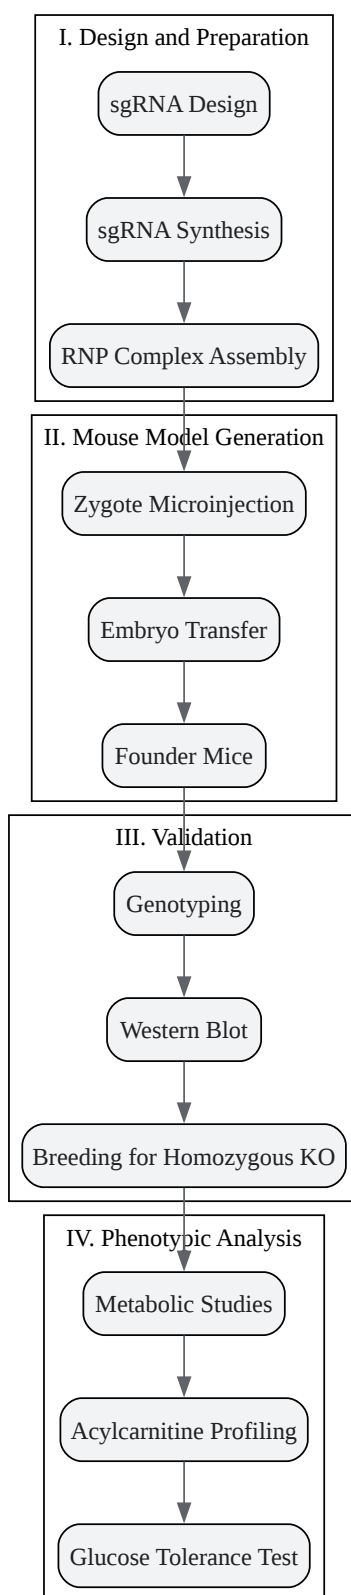 I. Design and Preparation
sgRNA Design
sgRNA Synthesis
RNP Complex Assembly
II. Mouse Model Generation
Zygote Microinjection
Embryo Transfer
Founder Mice
III. Validation
Genotyping
Western Blot
Breeding for Homozygous KO
IV. Phenotypic Analysis
Metabolic Studies
Acylcarnitine Profiling
Glucose Tolerance Test